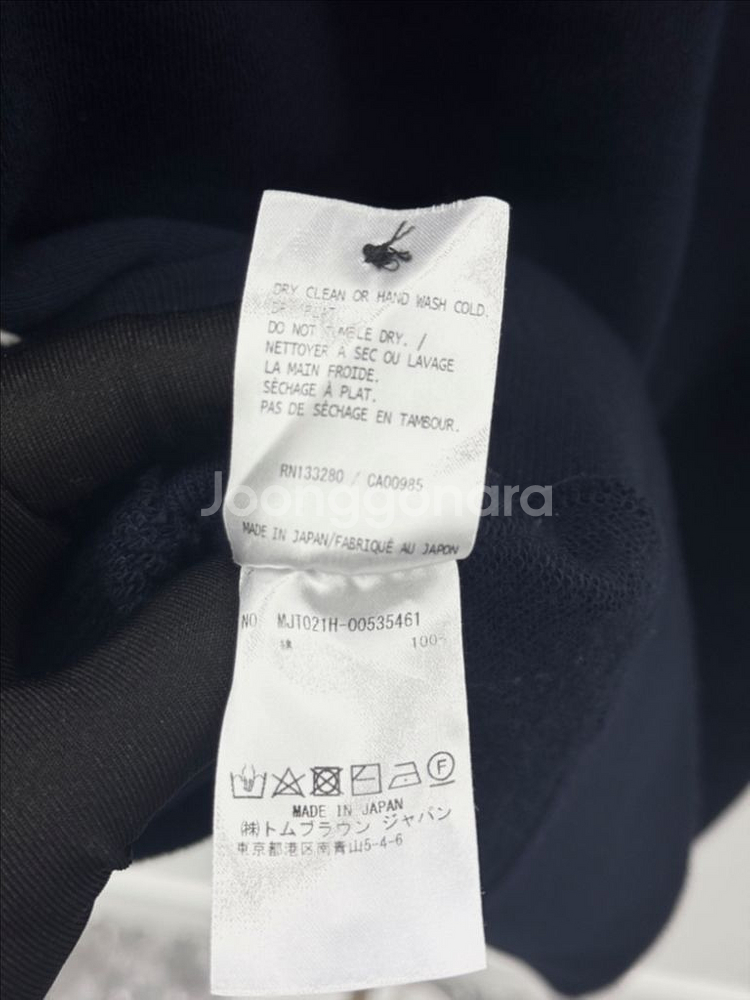 DRY CLEAN OR HAND WASH COLD.
DRY FLAT.
DO NOT TUMBLE DRY. /
NETTOYER A SEC OU LAVAGE
LA MAIN FROIDE.
SÉCHAGE À PLAT.
PAS DE SÉCHAGE EN TAMBOUR.
RN133280 / CA00985
Joonggonara
MADE IN JAPAN/FABRIQUÉ AU JAPON
NO MJT021H-00535461
綿 100%
F
MADE IN JAPAN
(株)トムブラウン ジャパン
東京都港区南青山5-4-6